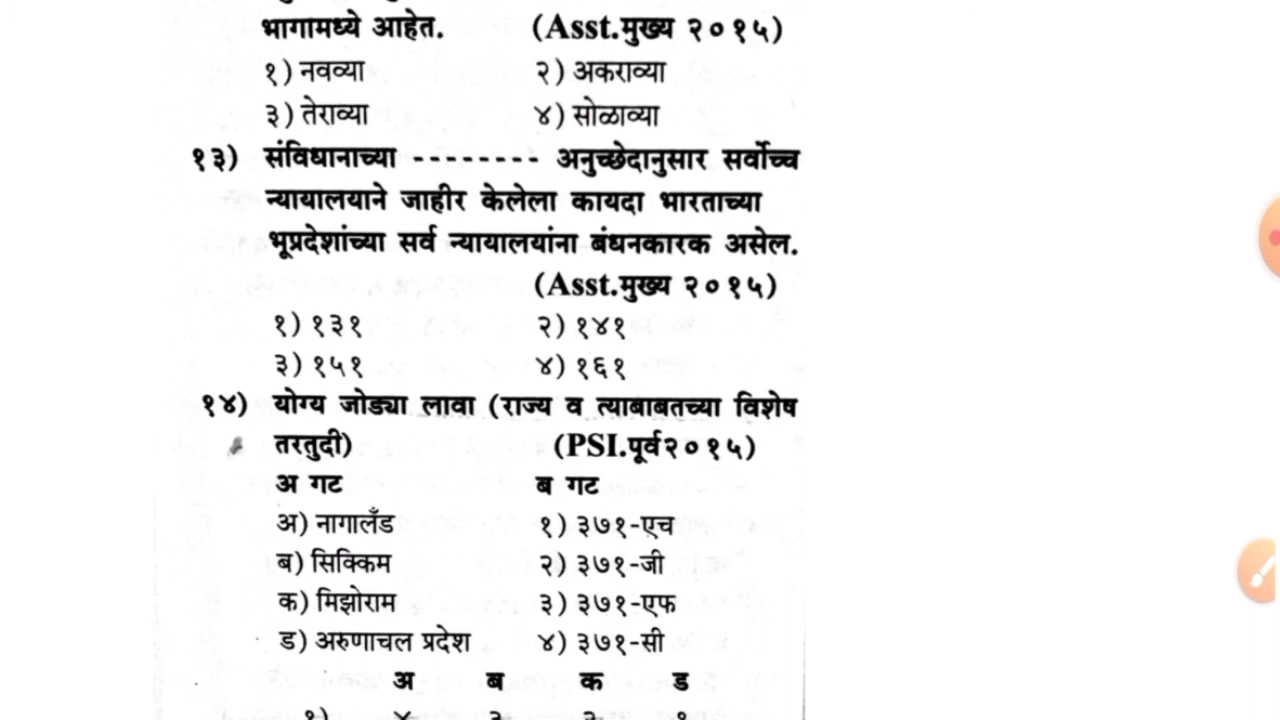 भागामध्ये आहेत. (Asst.मुख्य २०१५)
१) नवव्या २) अकराव्या
३) तेराव्या ४) सोळाव्या
१३) संविधानाच्या -------- अनुच्छेदानुसार सर्वोच्च
न्यायालयाने जाहीर केलेला कायदा भारताच्या
भूप्रदेशांच्या सर्व न्यायालयांना बंधनकारक असेल.
(Asst.मुख्य २०१५)
१) १३१ २) १४१
३) १५१ ४) १६१
१४) योग्य जोड्या लावा (राज्य व त्याबाबतच्या विशेष
तरतुदी) (PSI.पूर्व२०१५)
अ गट ब गट
अ) नागालँड १) ३७१-एच
ब) सिक्किम २) ३७१-जी
क) मिझोराम ३) ३७१-एफ
ड) अरुणाचल प्रदेश ४) ३७१-सी
अ ब क ड